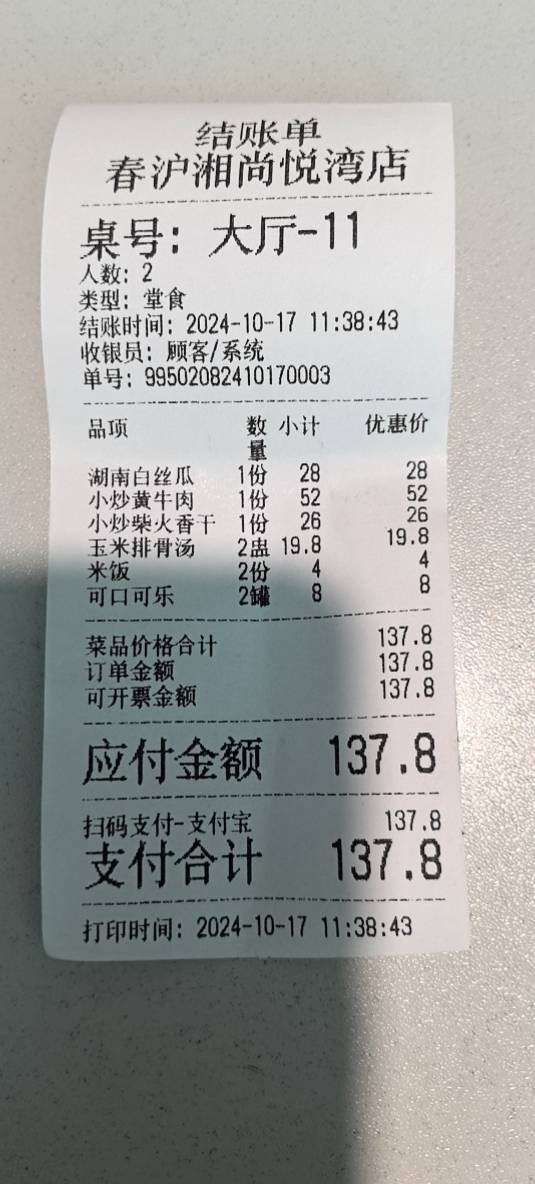 结账单
春沪湘尚悦湾店
桌号: 大厅-11
人数: 2
类型: 堂食
结账时间: 2024-10-17 11:38:43
收银员: 顾客/系统
单号: 99502082410170003
品项 数量 小计 优惠价
湖南白丝瓜 1份 28 28
小炒黄牛肉 1份 52 52
小炒柴火香干 1份 26 26
玉米排骨汤 2盅 19.8 19.8
米饭 2份 4 4
可口可乐 2罐 8 8
菜品价格合计 137.8
订单金额 137.8
可开票金额 137.8
应付金额 137.8
扫码支付-支付宝 137.8
支付合计 137.8
打印时间: 2024-10-17 11:38:43